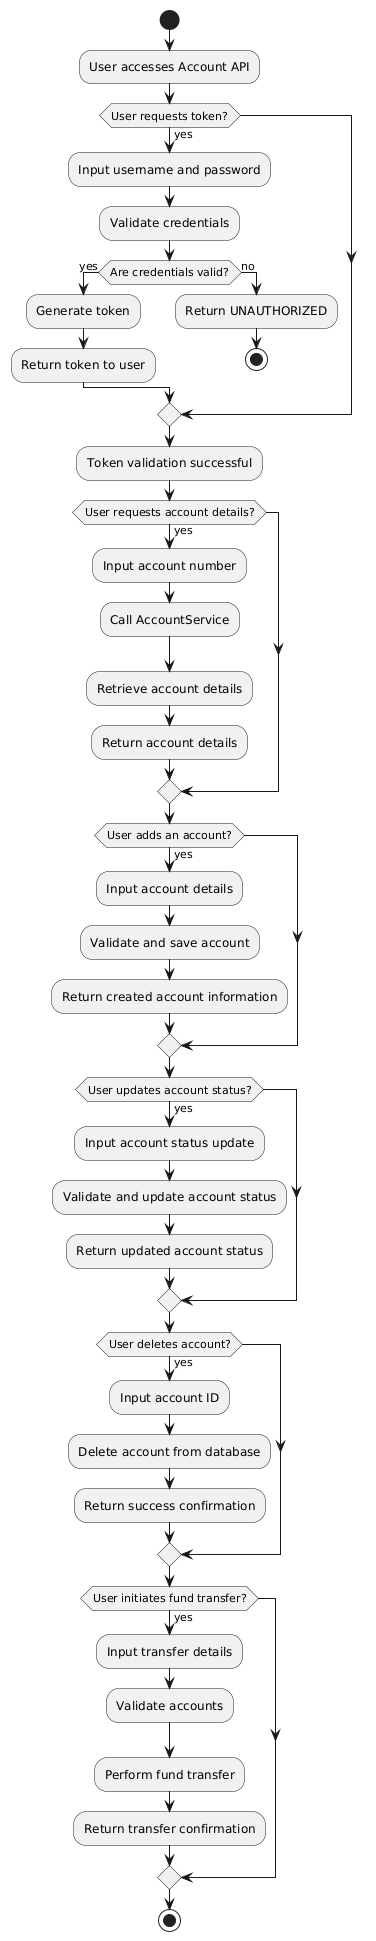 User accesses Account API
User requests token?
yes
Input username and password
Validate credentials
yes
Are credentials valid?
no
Generate token
Return UNAUTHORIZED
Return token to user
Token validation successful
User requests account details?
yes
Input account number
Call AccountService
Retrieve account details
Return account details
User adds an account?
yes
Input account details
Validate and save account
Return created account information
User updates account status?
yes
Input account status update
Validate and update account status
Return updated account status
User deletes account?
yes
Input account ID
Delete account from database
Return success confirmation
User initiates fund transfer?
yes
Input transfer details
Validate accounts
Perform fund transfer
Return transfer confirmation